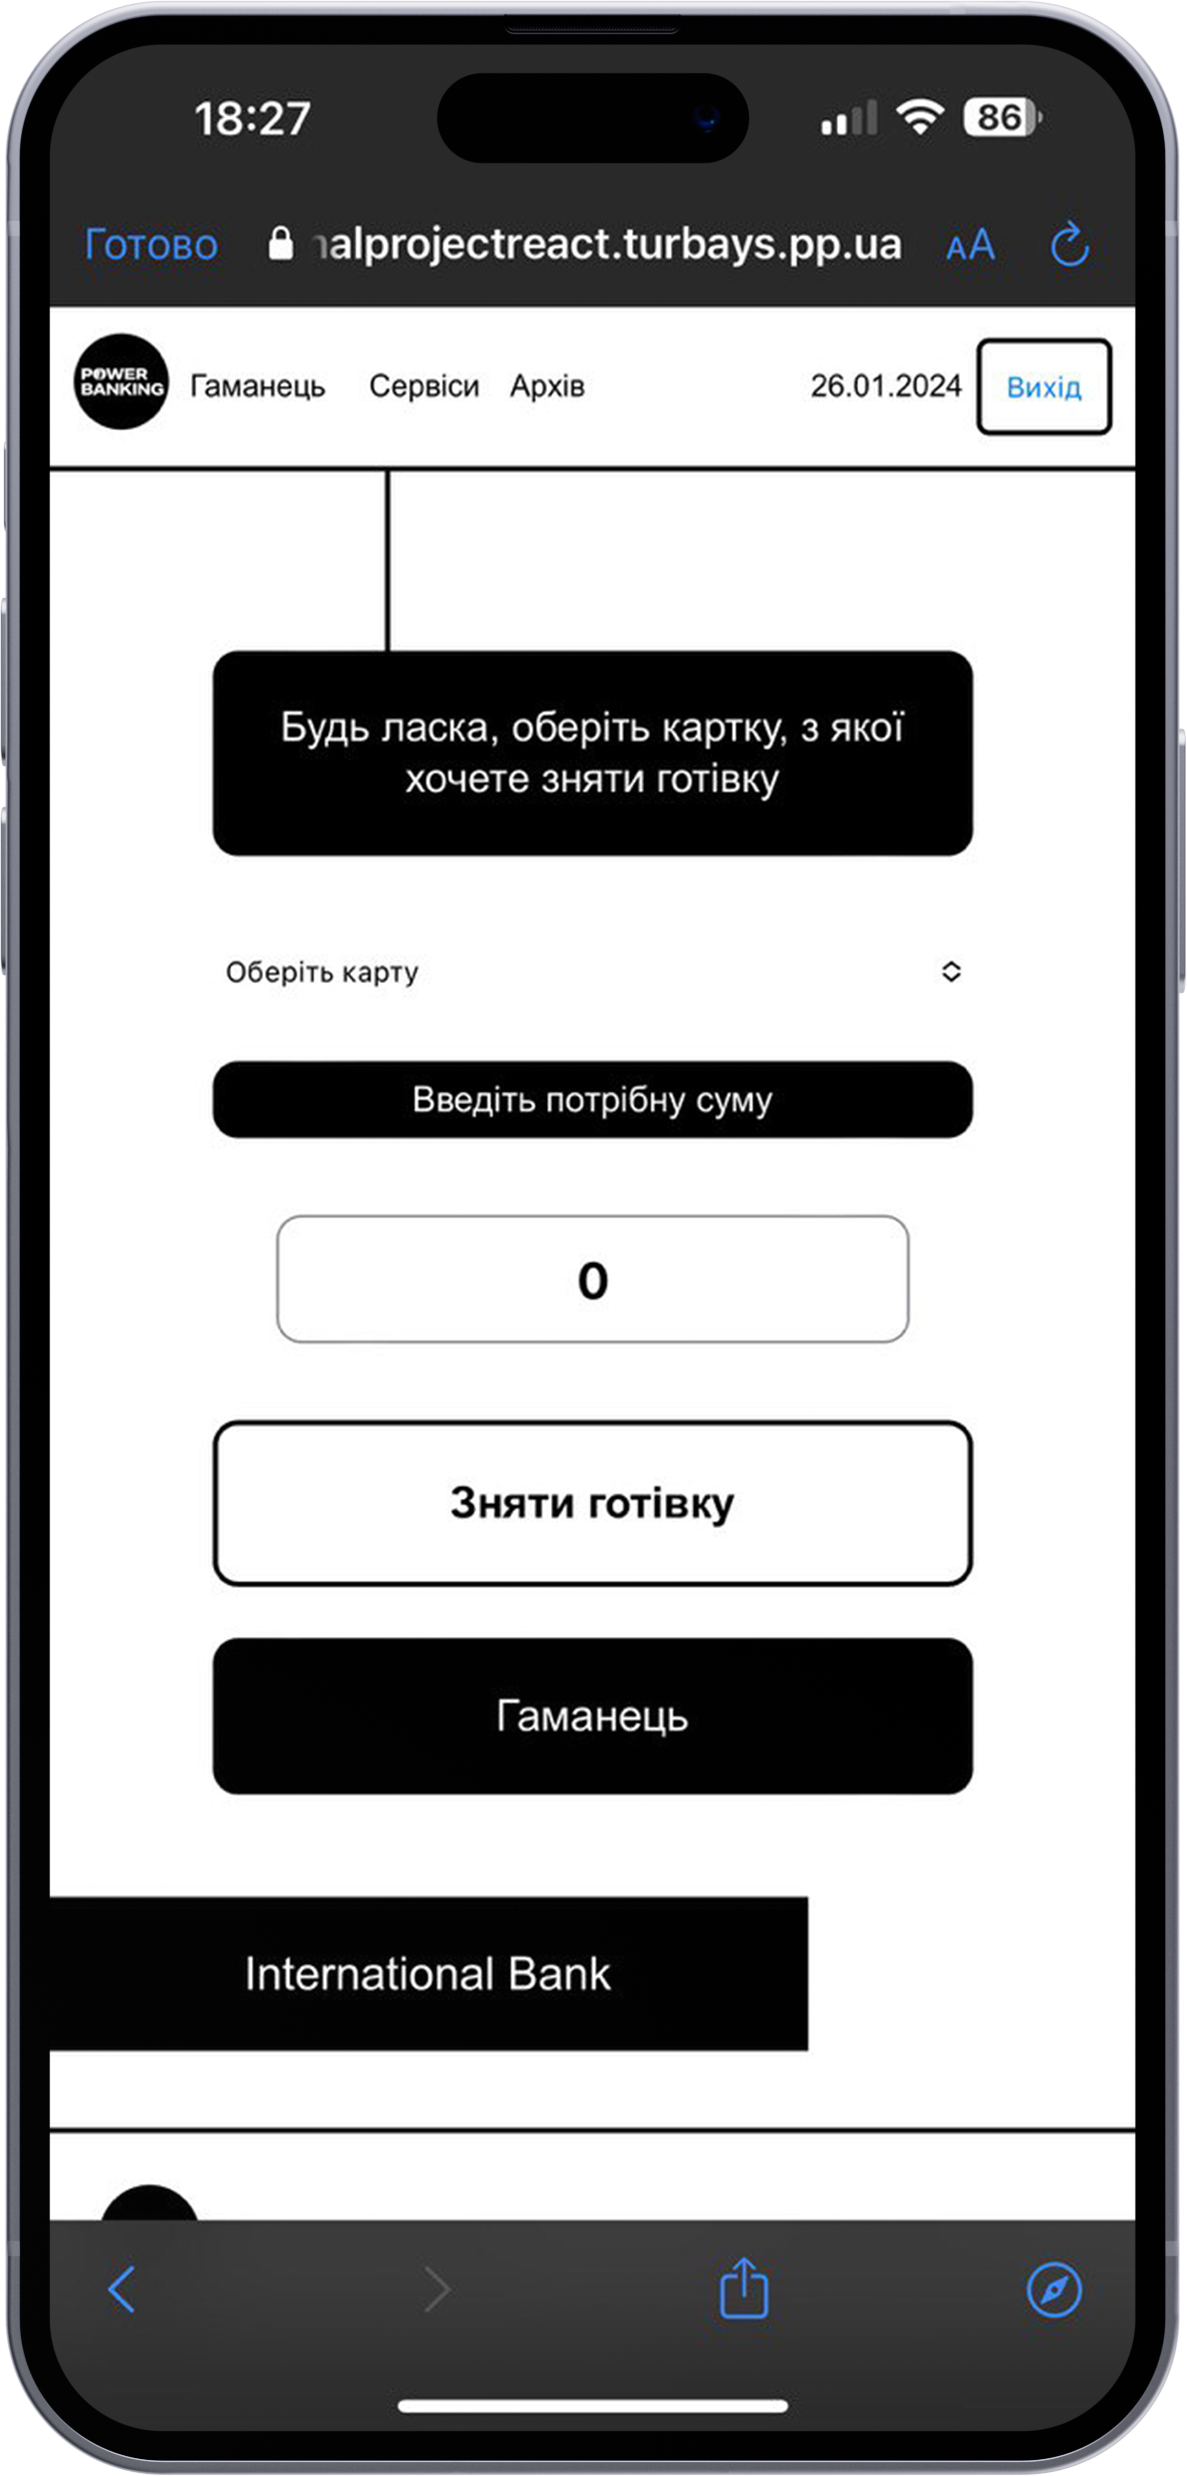 18:27
86
Готово
alprojectreact.turbays.pp.ua
AA
POWER
BANKING
Гаманець Сервіси Архів 26.01.2024 Вихід
Будь ласка, оберіть картку, з якої
хочете зняти готівку
Оберіть карту
Введіть потрібну суму
0
Зняти готівку
Гаманець
International Bank